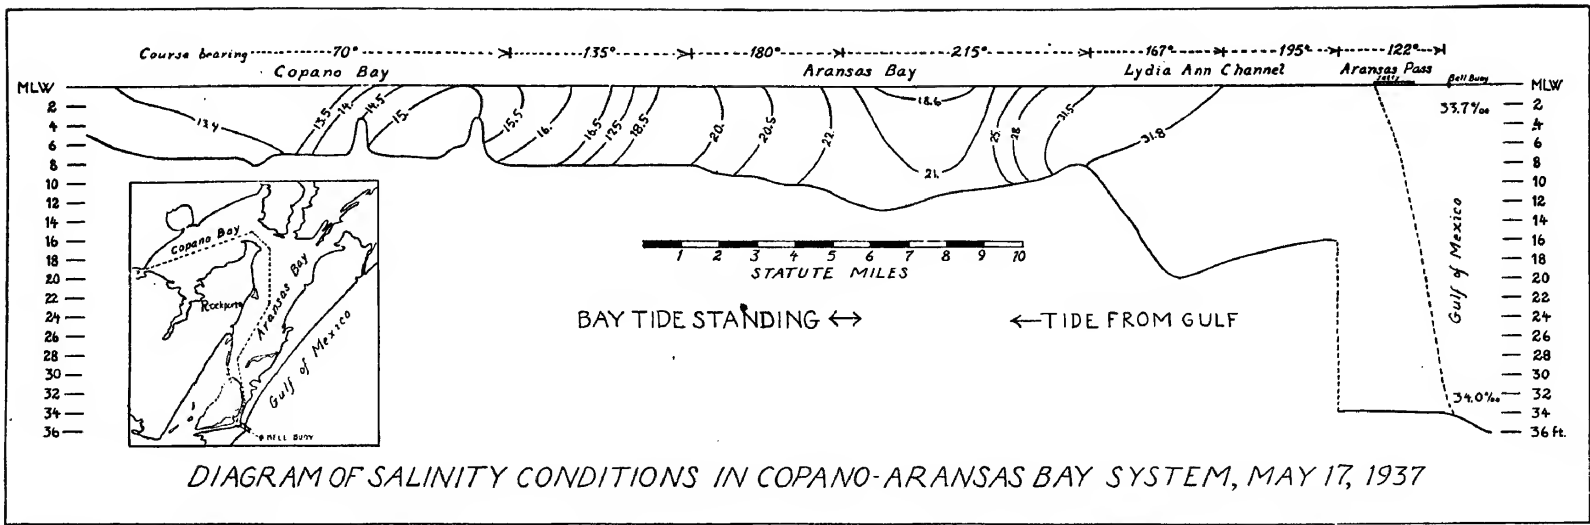 Course bearing 70° 135° 180° 215° 167° 195° 122°
Copano Bay Aransas Bay Lydia Ann Channel Aransas Pass Bell Buoy
Jetty
MLW MLW
2 2
4 4
6 6
8 8
10 10
12 12
14 14
16 16
18 18
20 20
22 22
24 24
26 26
28 28
30 30
32 32
34 34
36 36 ft.
13.4 13.5 14. 14.5 15. 15.5 16. 16.5 17.5 18.5 20. 20.5 22. 18.6 21. 25. 28 31.5 31.8
33.7‰
34.0‰
Gulf of Mexico
1 2 3 4 5 6 7 8 9 10
STATUTE MILES
BAY TIDE STANDING ↔ ←TIDE FROM GULF
Copano Bay
Rockport
Aransas Bay
Gulf of Mexico
BELL BUOY
DIAGRAM OF SALINITY CONDITIONS IN COPANO-ARANSAS BAY SYSTEM, MAY 17, 1937